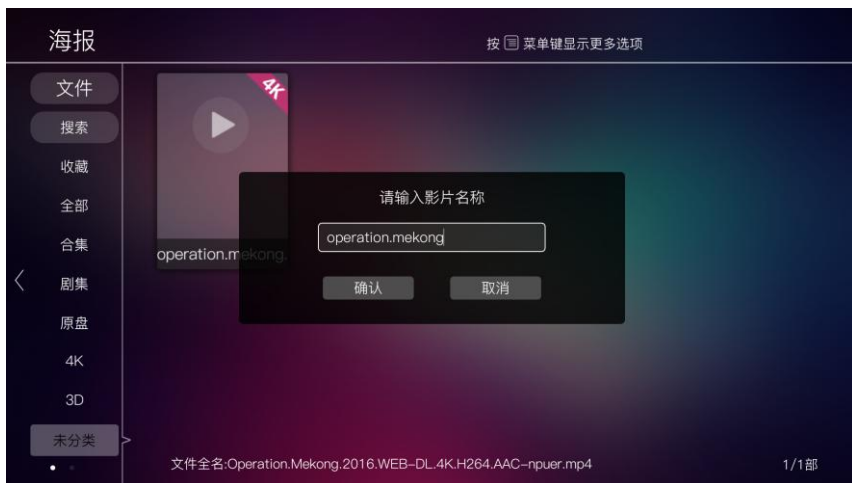 海报
按 菜单键显示更多选项
文件
搜索
收藏
全部
合集
剧集
原盘
4K
3D
未分类
>
4K
operation.mekong.
请输入影片名称
operation.mekong
确认
取消
文件全名:Operation.Mekong.2016.WEB-DL.4K.H264.AAC-npuer.mp4
1/1部